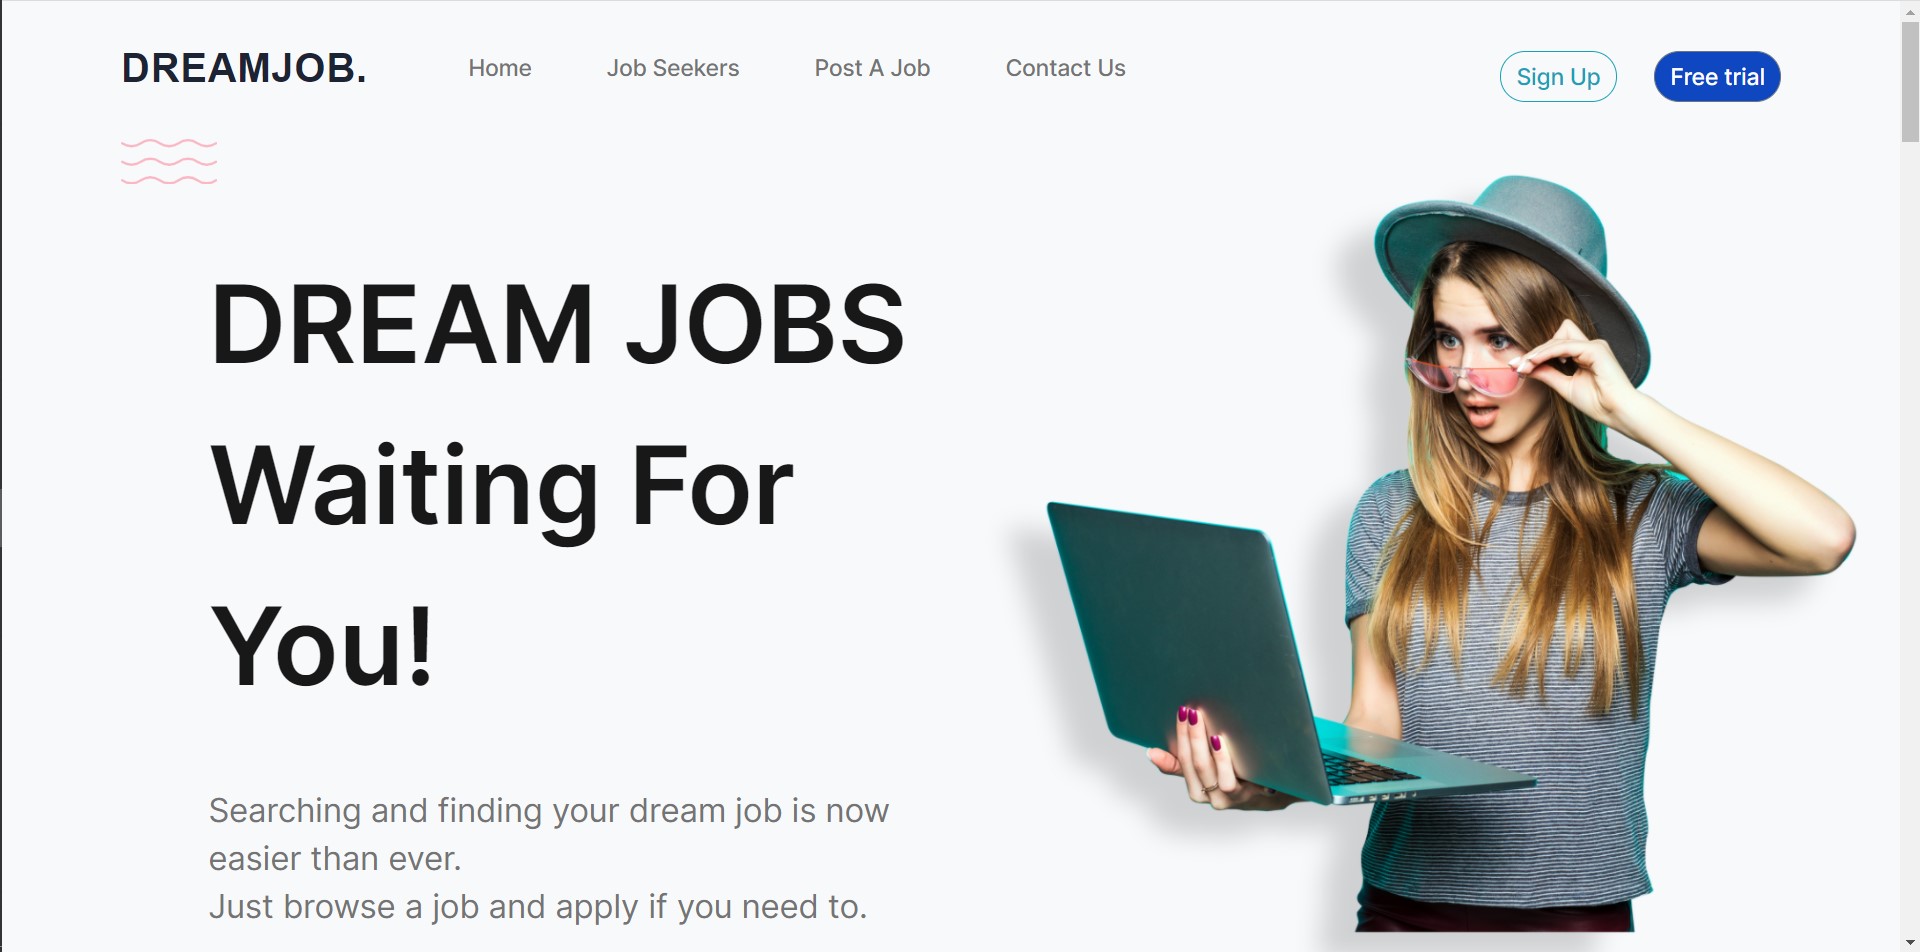 DREAMJOB.
Home
Job Seekers
Post A Job
Contact Us
Sign Up
Free trial
DREAM JOBS
Waiting For
You!
Searching and finding your dream job is now
easier than ever.
Just browse a job and apply if you need to.